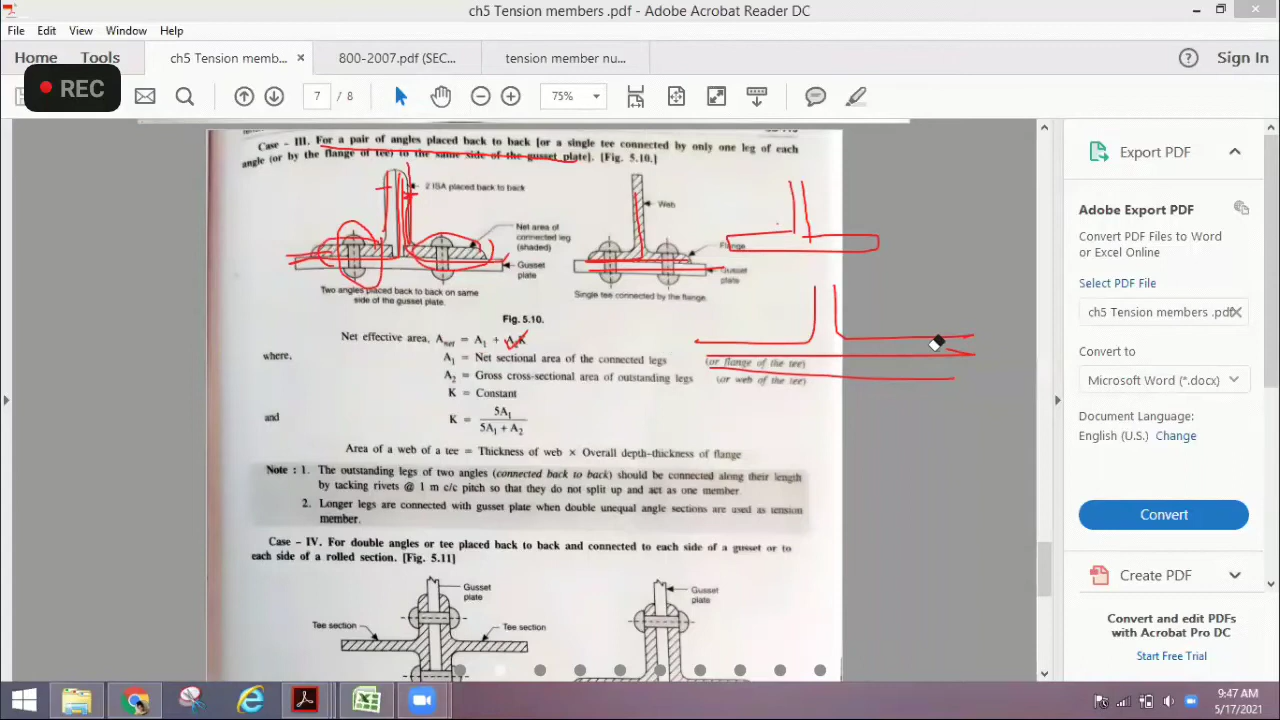 ch5 Tension members .pdf - Adobe Acrobat Reader DC
File Edit View Window Help
Home Tools ch5 Tension memb... × 800-2007.pdf (SEC... tension member nu... Sign In
REC
7 / 8 75%
Case – III. For a pair of angles placed back to back [or a single tee connected by only one leg of each
angle (or by the flange of tee) to the same side of the gusset plate]. [Fig. 5.10.]
2 ISA placed back to back
Web
Net area of
connected leg
(shaded)
Flange
Gusset
plate
Gusset
plate
Two angles placed back to back on same
side of the gusset plate.
Single tee connected by the flange.
Fig. 5.10.
Net effective area, Anet = A1 + A2K
where, A1 = Net sectional area of the connected legs (or flange of the tee)
A2 = Gross cross-sectional area of outstanding legs (or web of the tee)
K = Constant
and K = 5A1
5A1 + A2
Area of a web of a tee = Thickness of web × Overall depth-thickness of flange
Note : 1. The outstanding legs of two angles (connected back to back) should be connected along their length
by tacking rivets @ 1 m c/c pitch so that they do not split up and act as one member.
2. Longer legs are connected with gusset plate when double unequal angle sections are used as tension
member.
Case – IV. For double angles or tee placed back to back and connected to each side of a gusset or to
each side of a rolled section. [Fig. 5.11]
Gusset
plate
Gusset
plate
Tee section
Tee section
Export PDF
Adobe Export PDF
Convert PDF Files to Word
or Excel Online
Select PDF File
ch5 Tension members .pdf
Convert to
Microsoft Word (*.docx)
Document Language:
English (U.S.) Change
Convert
Create PDF
Convert and edit PDFs
with Acrobat Pro DC
Start Free Trial
9:47 AM
5/17/2021